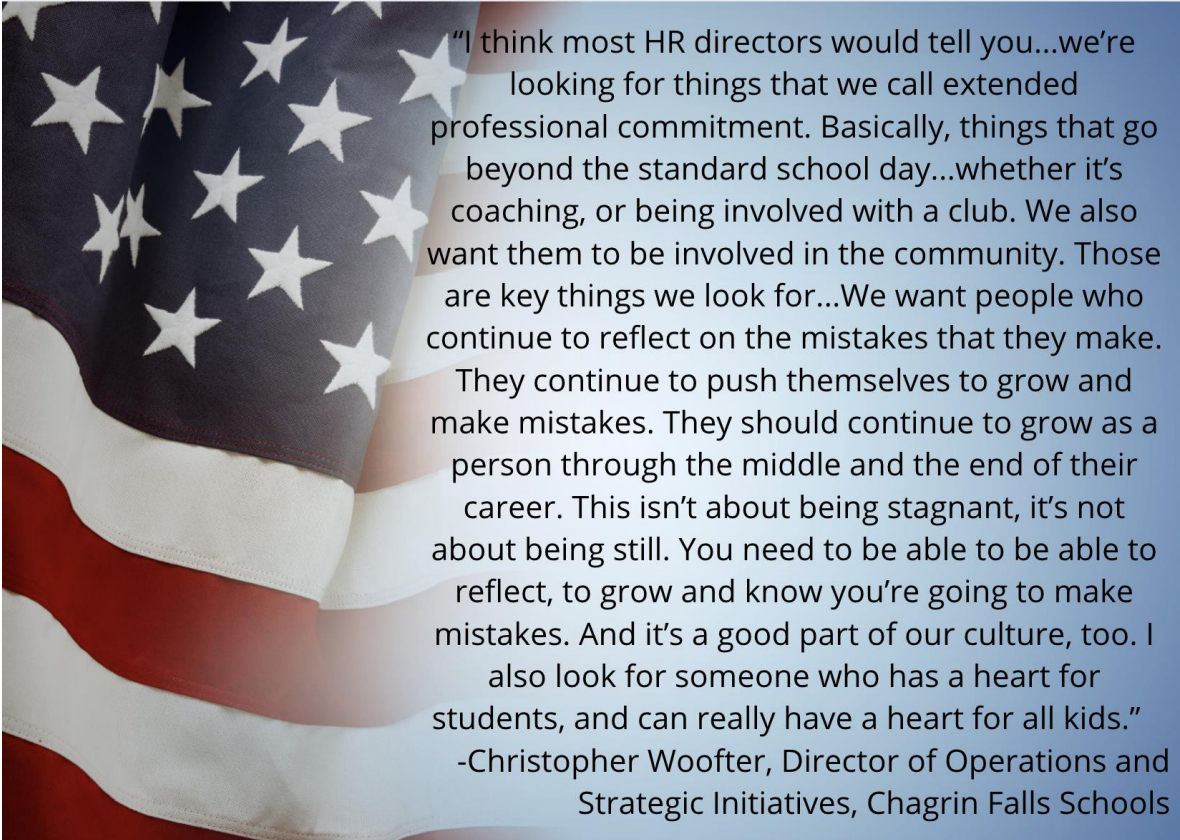 “I think most HR directors would tell you...we’re
looking for things that we call extended
professional commitment. Basically, things that go
beyond the standard school day...whether it’s
coaching, or being involved with a club. We also
want them to be involved in the community. Those
are key things we look for...We want people who
continue to reflect on the mistakes that they make.
They continue to push themselves to grow and
make mistakes. They should continue to grow as a
person through the middle and the end of their
career. This isn’t about being stagnant, it’s not
about being still. You need to be able to be able to
reflect, to grow and know you’re going to make
mistakes. And it’s a good part of our culture, too. I
also look for someone who has a heart for
students, and can really have a heart for all kids.”
-Christopher Woofter, Director of Operations and
Strategic Initiatives, Chagrin Falls Schools